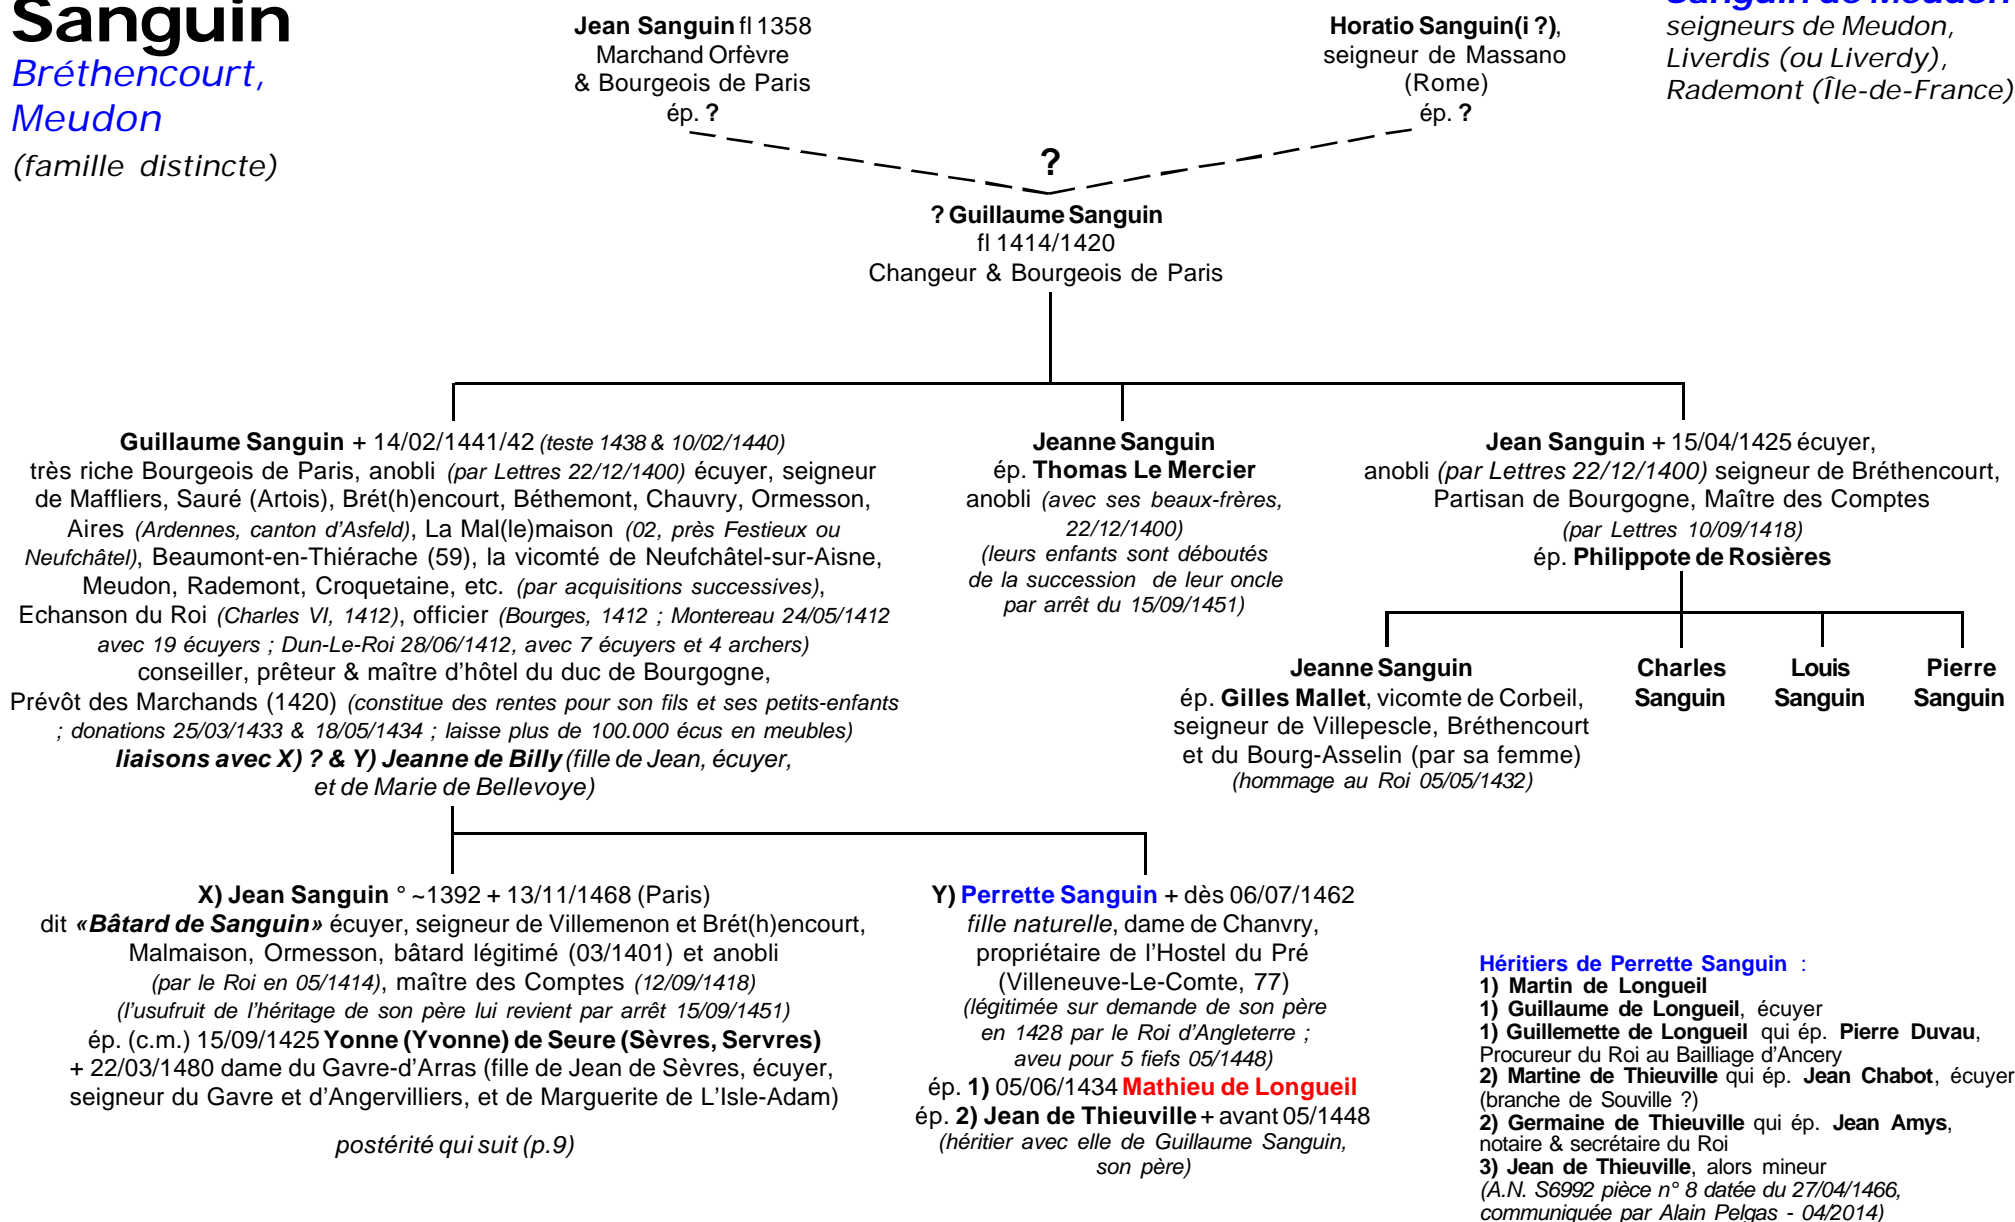 Sanguin
Bréthencourt,
Meudon
(famille distincte)
Jean Sanguin fl 1358
Marchand Orfèvre
& Bourgeois de Paris
ép. ?
Horatio Sanguin(i ?),
seigneur de Massano
(Rome)
ép. ?
Sanguin de Meudon
seigneurs de Meudon,
Liverdis (ou Liverdy),
Rademont (Île-de-France)
?
? Guillaume Sanguin
fl 1414/1420
Changeur & Bourgeois de Paris
Guillaume Sanguin + 14/02/1441/42 (teste 1438 & 10/02/1440)
très riche Bourgeois de Paris, anobli (par Lettres 22/12/1400) écuyer, seigneur
de Maffliers, Sauré (Artois), Brét(h)encourt, Béthemont, Chauvry, Ormesson,
Aires (Ardennes, canton d'Asfeld), La Mal(le)maison (02, près Festieux ou
Neufchâtel), Beaumont-en-Thiérache (59), la vicomté de Neufchâtel-sur-Aisne,
Meudon, Rademont, Croquetaine, etc. (par acquisitions successives),
Echanson du Roi (Charles VI, 1412), officier (Bourges, 1412 ; Montereau 24/05/1412
avec 19 écuyers ; Dun-Le-Roi 28/06/1412, avec 7 écuyers et 4 archers)
conseiller, prêteur & maître d'hôtel du duc de Bourgogne,
Prévôt des Marchands (1420) (constitue des rentes pour son fils et ses petits-enfants
; donations 25/03/1433 & 18/05/1434 ; laisse plus de 100.000 écus en meubles)
liaisons avec X) ? & Y) Jeanne de Billy (fille de Jean, écuyer,
et de Marie de Bellevoye)
Jeanne Sanguin
ép. Thomas Le Mercier
anobli (avec ses beaux-frères,
22/12/1400)
(leurs enfants sont déboutés
de la succession de leur oncle
par arrêt du 15/09/1451)
Jean Sanguin + 15/04/1425 écuyer,
anobli (par Lettres 22/12/1400) seigneur de Bréthencourt,
Partisan de Bourgogne, Maître des Comptes
(par Lettres 10/09/1418)
ép. Philippote de Rosières
Jeanne Sanguin
ép. Gilles Mallet, vicomte de Corbeil,
seigneur de Villepescle, Bréthencourt
et du Bourg-Asselin (par sa femme)
(hommage au Roi 05/05/1432)
Charles
Sanguin
Louis
Sanguin
Pierre
Sanguin
X) Jean Sanguin ° ~1392 + 13/11/1468 (Paris)
dit «Bâtard de Sanguin» écuyer, seigneur de Villemenon et Brét(h)encourt,
Malmaison, Ormesson, bâtard légitimé (03/1401) et anobli
(par le Roi en 05/1414), maître des Comptes (12/09/1418)
(l'usufruit de l'héritage de son père lui revient par arrêt 15/09/1451)
ép. (c.m.) 15/09/1425 Yonne (Yvonne) de Seure (Sèvres, Servres)
+ 22/03/1480 dame du Gavre-d'Arras (fille de Jean de Sèvres, écuyer,
seigneur du Gavre et d'Angervilliers, et de Marguerite de L'Isle-Adam)
postérité qui suit (p.9)
Y) Perrette Sanguin + dès 06/07/1462
fille naturelle, dame de Chanvry,
propriétaire de l'Hostel du Pré
(Villeneuve-Le-Comte, 77)
(légitimée sur demande de son père
en 1428 par le Roi d'Angleterre ;
aveu pour 5 fiefs 05/1448)
ép. 1) 05/06/1434 Mathieu de Longueil
ép. 2) Jean de Thieuville + avant 05/1448
(héritier avec elle de Guillaume Sanguin,
son père)
Héritiers de Perrette Sanguin :
1) Martin de Longueil
1) Guillaume de Longueil, écuyer
1) Guillemette de Longueil qui ép. Pierre Duvau,
Procureur du Roi au Bailliage d'Ancery
2) Martine de Thieuville qui ép. Jean Chabot, écuyer
(branche de Souville ?)
2) Germaine de Thieuville qui ép. Jean Amys,
notaire & secrétaire du Roi
3) Jean de Thieuville, alors mineur
(A.N. S6992 pièce n° 8 datée du 27/04/1466,
communiquée par Alain Pelgas - 04/2014)